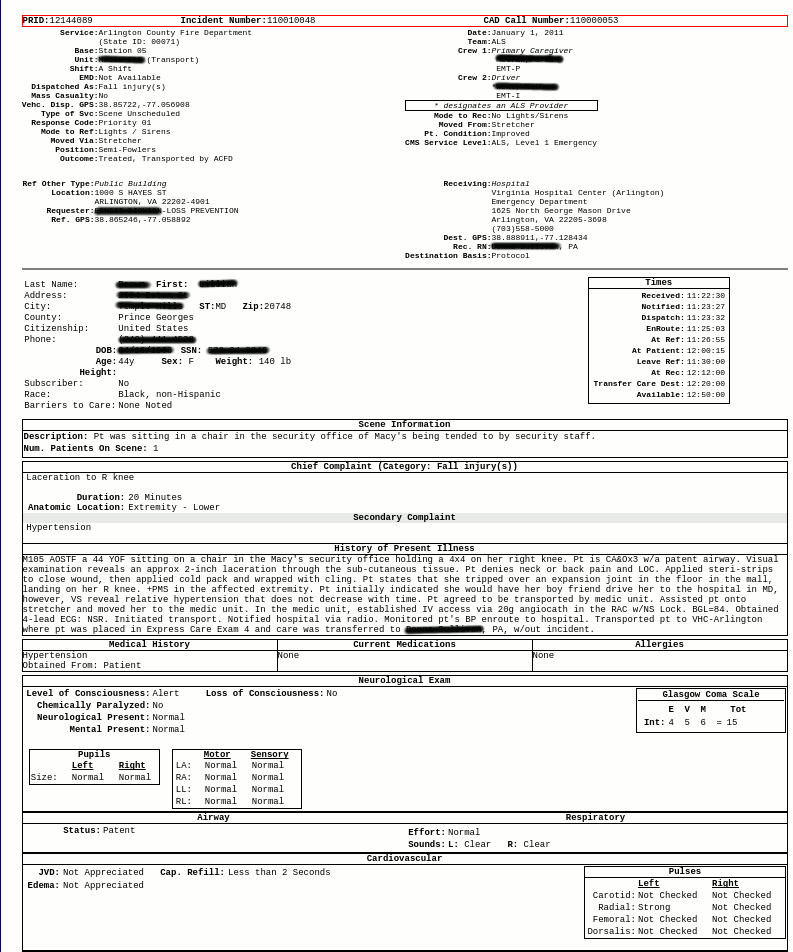 PRID:12144089 Incident Number:110010048 CAD Call Number:110000053
Service:Arlington County Fire Department
(State ID: 00071)
Base:Station 05
Unit: (Transport)
Shift:A Shift
EMD:Not Available
Dispatched As:Fall injury(s)
Mass Casualty:No
Vehc. Disp. GPS:38.85722,-77.056908
Type of Svc:Scene Unscheduled
Response Code:Priority 01
Mode to Ref:Lights / Sirens
Moved Via:Stretcher
Position:Semi-Fowlers
Outcome:Treated, Transported by ACFD
Date:January 1, 2011
Team:ALS
Crew 1:Primary Caregiver
EMT-P
Crew 2:Driver
EMT-I
* designates an ALS Provider
Mode to Rec:No Lights/Sirens
Moved From:Stretcher
Pt. Condition:Improved
CMS Service Level:ALS, Level 1 Emergency
Ref Other Type:Public Building
Location:1000 S HAYES ST
ARLINGTON, VA 22202-4901
Requester: -LOSS PREVENTION
Ref. GPS:38.865246,-77.058892
Receiving:Hospital
Virginia Hospital Center (Arlington)
Emergency Department
1625 North George Mason Drive
Arlington, VA 22205-3698
(703)558-5000
Dest. GPS:38.888911,-77.128434
Rec. RN: , PA
Destination Basis:Protocol
Last Name: First:
Address:
City: ST:MD Zip:20748
County: Prince Georges
Citizenship: United States
Phone:
DOB: SSN:
Age:44y Sex: F Weight: 140 lb
Height:
Subscriber: No
Race: Black, non-Hispanic
Barriers to Care:None Noted
Times
Received:11:22:30
Notified:11:23:27
Dispatch:11:23:32
EnRoute:11:25:03
At Ref:11:26:55
At Patient:12:00:15
Leave Ref:11:30:00
At Rec:12:12:00
Transfer Care Dest:12:20:00
Available:12:50:00
Scene Information
Description: Pt was sitting in a chair in the security office of Macy's being tended to by security staff.
Num. Patients On Scene: 1
Chief Complaint (Category: Fall injury(s))
Laceration to R knee
Duration: 20 Minutes
Anatomic Location: Extremity - Lower
Secondary Complaint
Hypertension
History of Present Illness
M105 AOSTF a 44 YOF sitting on a chair in the Macy's security office holding a 4x4 on her right knee. Pt is CA&Ox3 w/a patent airway. Visual
examination reveals an approx 2-inch laceration through the sub-cutaneous tissue. Pt denies neck or back pain and LOC. Applied steri-strips
to close wound, then applied cold pack and wrapped with cling. Pt states that she tripped over an expansion joint in the floor in the mall,
landing on her R knee. +PMS in the affected extremity. Pt initially indicated she would have her boy friend drive her to the hospital in MD,
however, VS reveal relative hypertension that does not decrease with time. Pt agreed to be transported by medic unit. Assisted pt onto
stretcher and moved her to the medic unit. In the medic unit, established IV access via 20g angiocath in the RAC w/NS Lock. BGL=84. Obtained
4-lead ECG: NSR. Initiated transport. Notified hospital via radio. Monitored pt's BP enroute to hospital. Transported pt to VHC-Arlington
where pt was placed in Express Care Exam 4 and care was transferred to , PA, w/out incident.
Medical History Current Medications Allergies
Hypertension None None
Obtained From: Patient
Neurological Exam
Level of Consciousness: Alert Loss of Consciousness: No
Chemically Paralyzed: No
Neurological Present: Normal
Mental Present: Normal
Glasgow Coma Scale
E V M Tot
Int: 4 5 6 = 15
Pupils
Left Right
Size: Normal Normal
Motor Sensory
LA: Normal Normal
RA: Normal Normal
LL: Normal Normal
RL: Normal Normal
Airway Respiratory
Status: Patent
Effort: Normal
Sounds: L: Clear R: Clear
Cardiovascular
JVD: Not Appreciated Cap. Refill: Less than 2 Seconds
Edema: Not Appreciated
Pulses
Left Right
Carotid: Not Checked Not Checked
Radial: Strong Not Checked
Femoral: Not Checked Not Checked
Dorsalis: Not Checked Not Checked